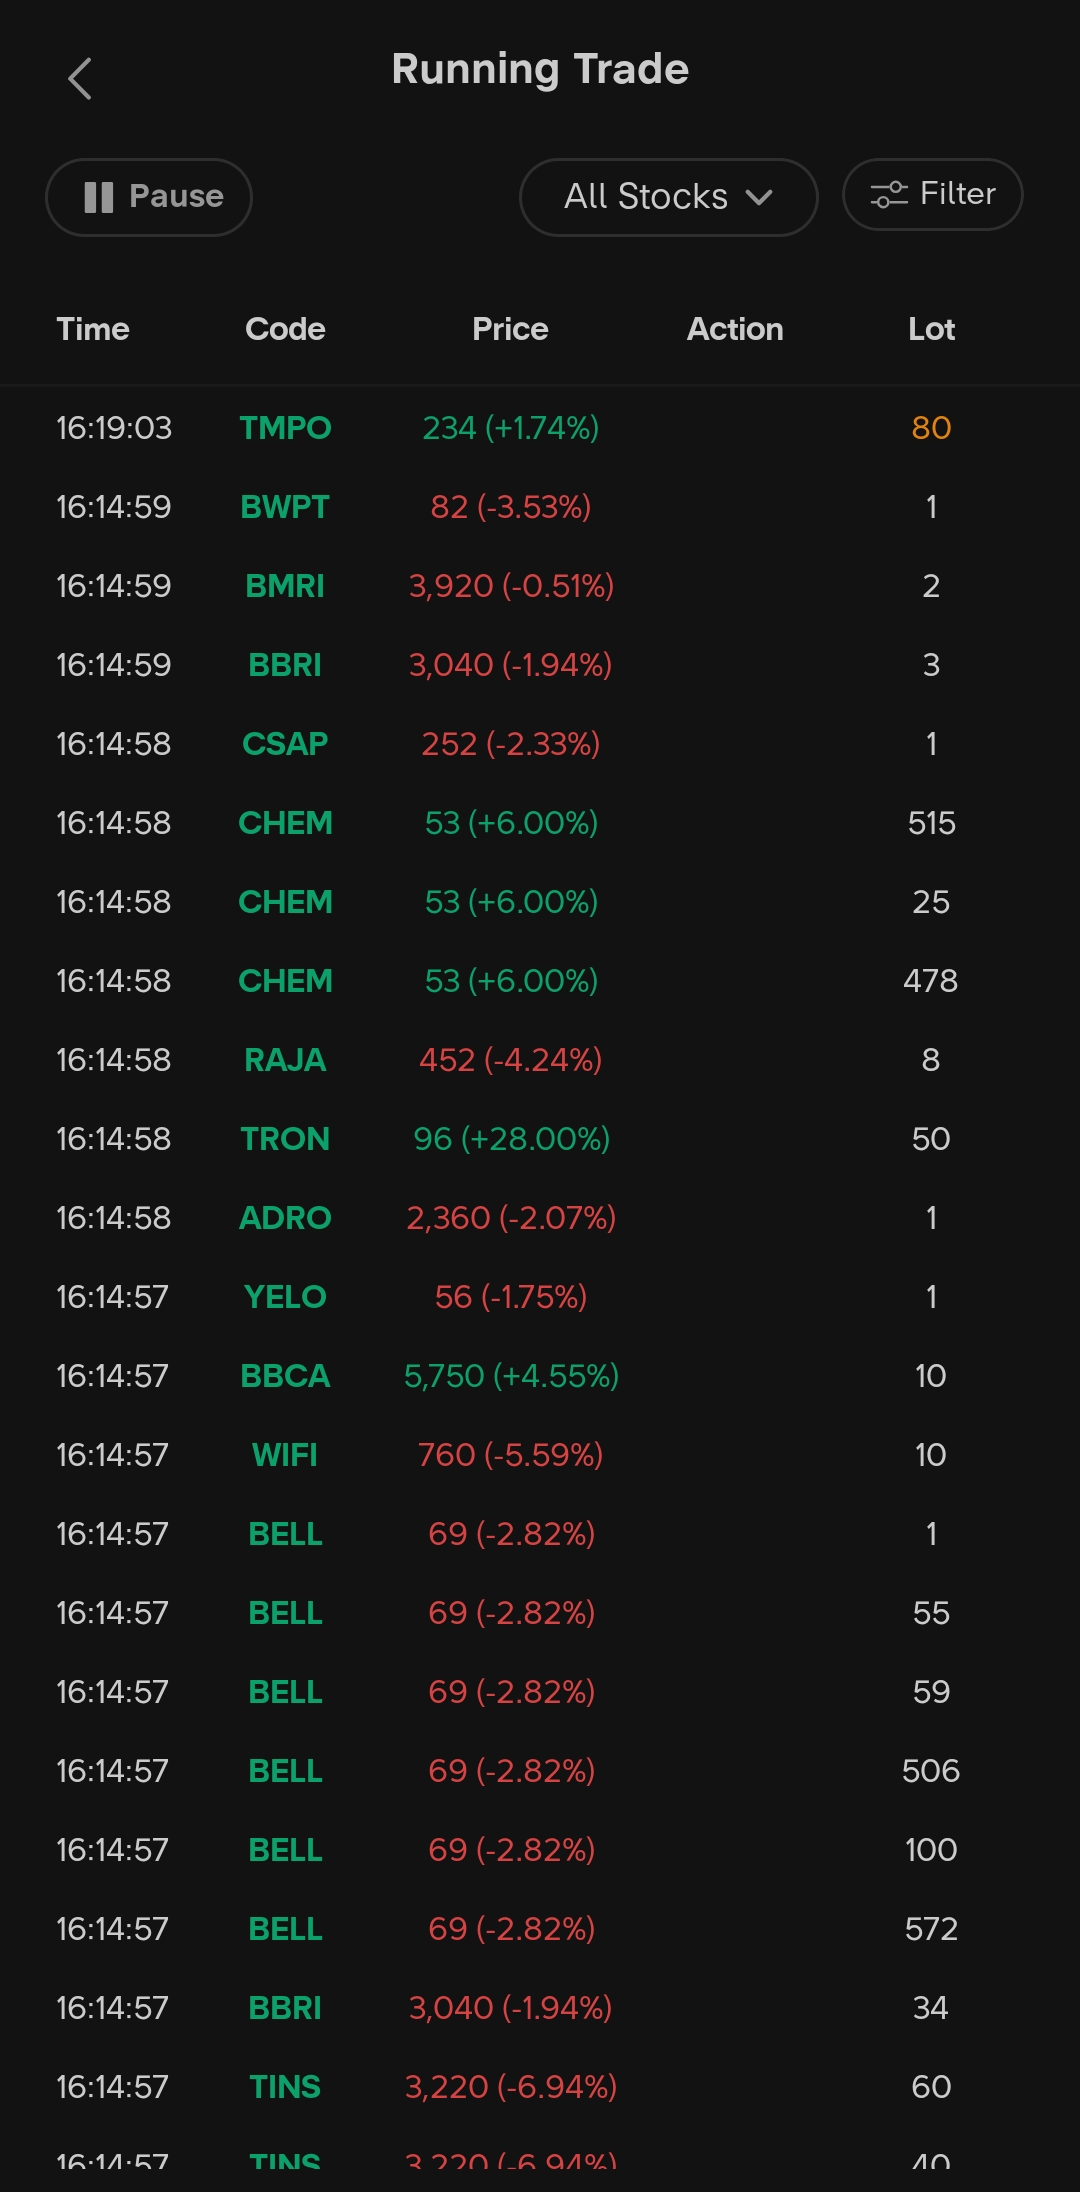 Running Trade
Pause All Stocks Filter
Time Code Price Action Lot
16:19:03 TMPO 234 (+1.74%) 80
16:14:59 BWPT 82 (-3.53%) 1
16:14:59 BMRI 3,920 (-0.51%) 2
16:14:59 BBRI 3,040 (-1.94%) 3
16:14:58 CSAP 252 (-2.33%) 1
16:14:58 CHEM 53 (+6.00%) 515
16:14:58 CHEM 53 (+6.00%) 25
16:14:58 CHEM 53 (+6.00%) 478
16:14:58 RAJA 452 (-4.24%) 8
16:14:58 TRON 96 (+28.00%) 50
16:14:58 ADRO 2,360 (-2.07%) 1
16:14:57 YELO 56 (-1.75%) 1
16:14:57 BBCA 5,750 (+4.55%) 10
16:14:57 WIFI 760 (-5.59%) 10
16:14:57 BELL 69 (-2.82%) 1
16:14:57 BELL 69 (-2.82%) 55
16:14:57 BELL 69 (-2.82%) 59
16:14:57 BELL 69 (-2.82%) 506
16:14:57 BELL 69 (-2.82%) 100
16:14:57 BELL 69 (-2.82%) 572
16:14:57 BBRI 3,040 (-1.94%) 34
16:14:57 TINS 3,220 (-6.94%) 60
16:14:57 TINS 3,220 (-6.94%) 40